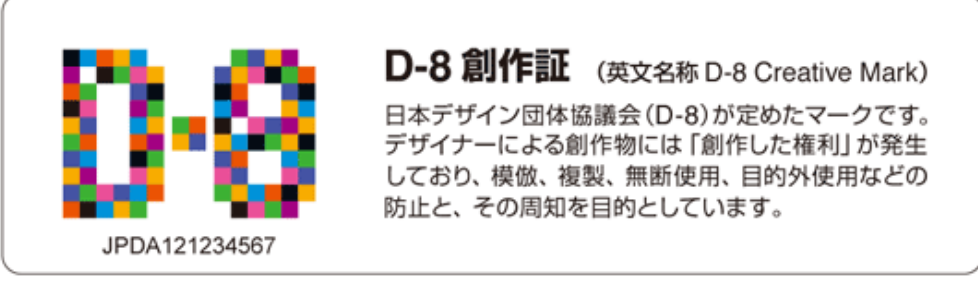 D-8
JPDA121234567
D-8 創作証 （英文名称 D-8 Creative Mark）
日本デザイン団体協議会（D-8）が定めたマークです。
デザイナーによる創作物には「創作した権利」が発生
しており、模倣、複製、無断使用、目的外使用などの
防止と、その周知を目的としています。